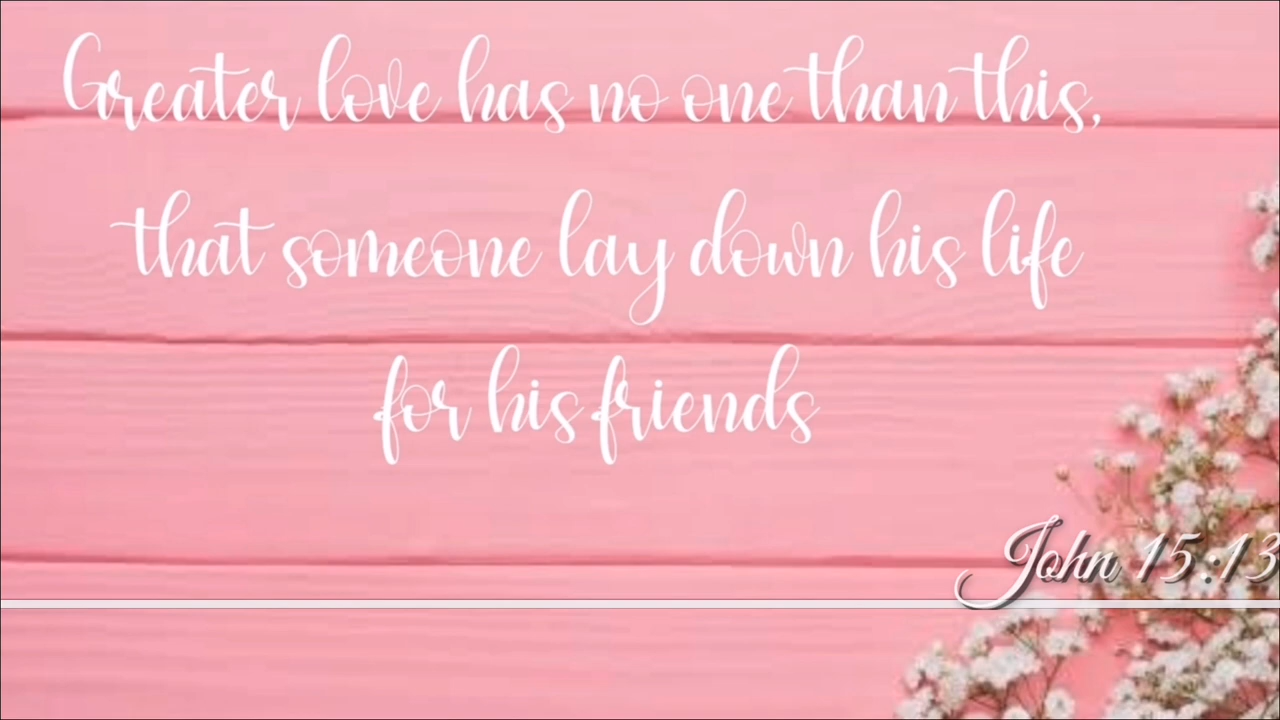 Greater love has no one than this,
that someone lay down his life
for his friends
John 15:13